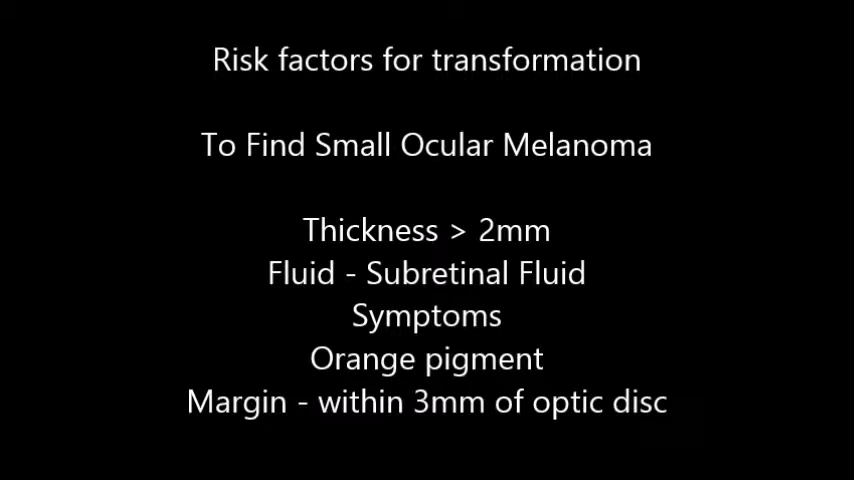 Risk factors for transformation
To Find Small Ocular Melanoma
Thickness > 2mm
Fluid - Subretinal Fluid
Symptoms
Orange pigment
Margin - within 3mm of optic disc